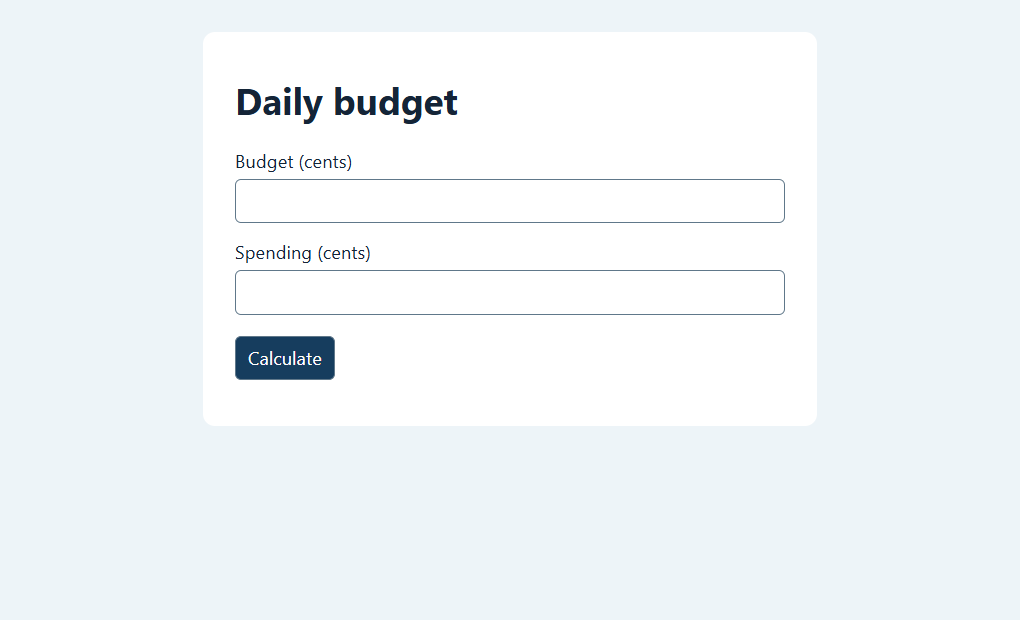 Daily budget
Budget (cents)
Spending (cents)
Calculate